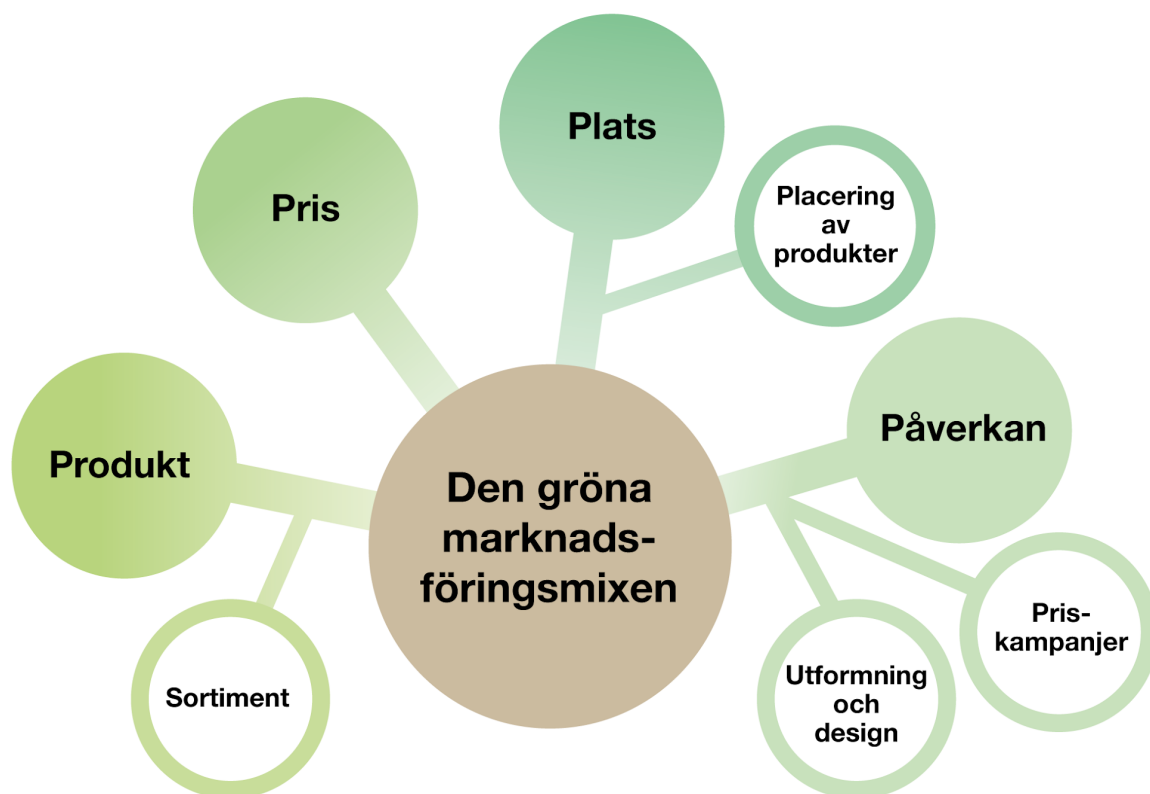 Plats
Placering
av
produkter
Pris
Påverkan
Produkt
Den gröna
marknads-
föringsmixen
Pris-
kampanjer
Utformning
och
design
Sortiment